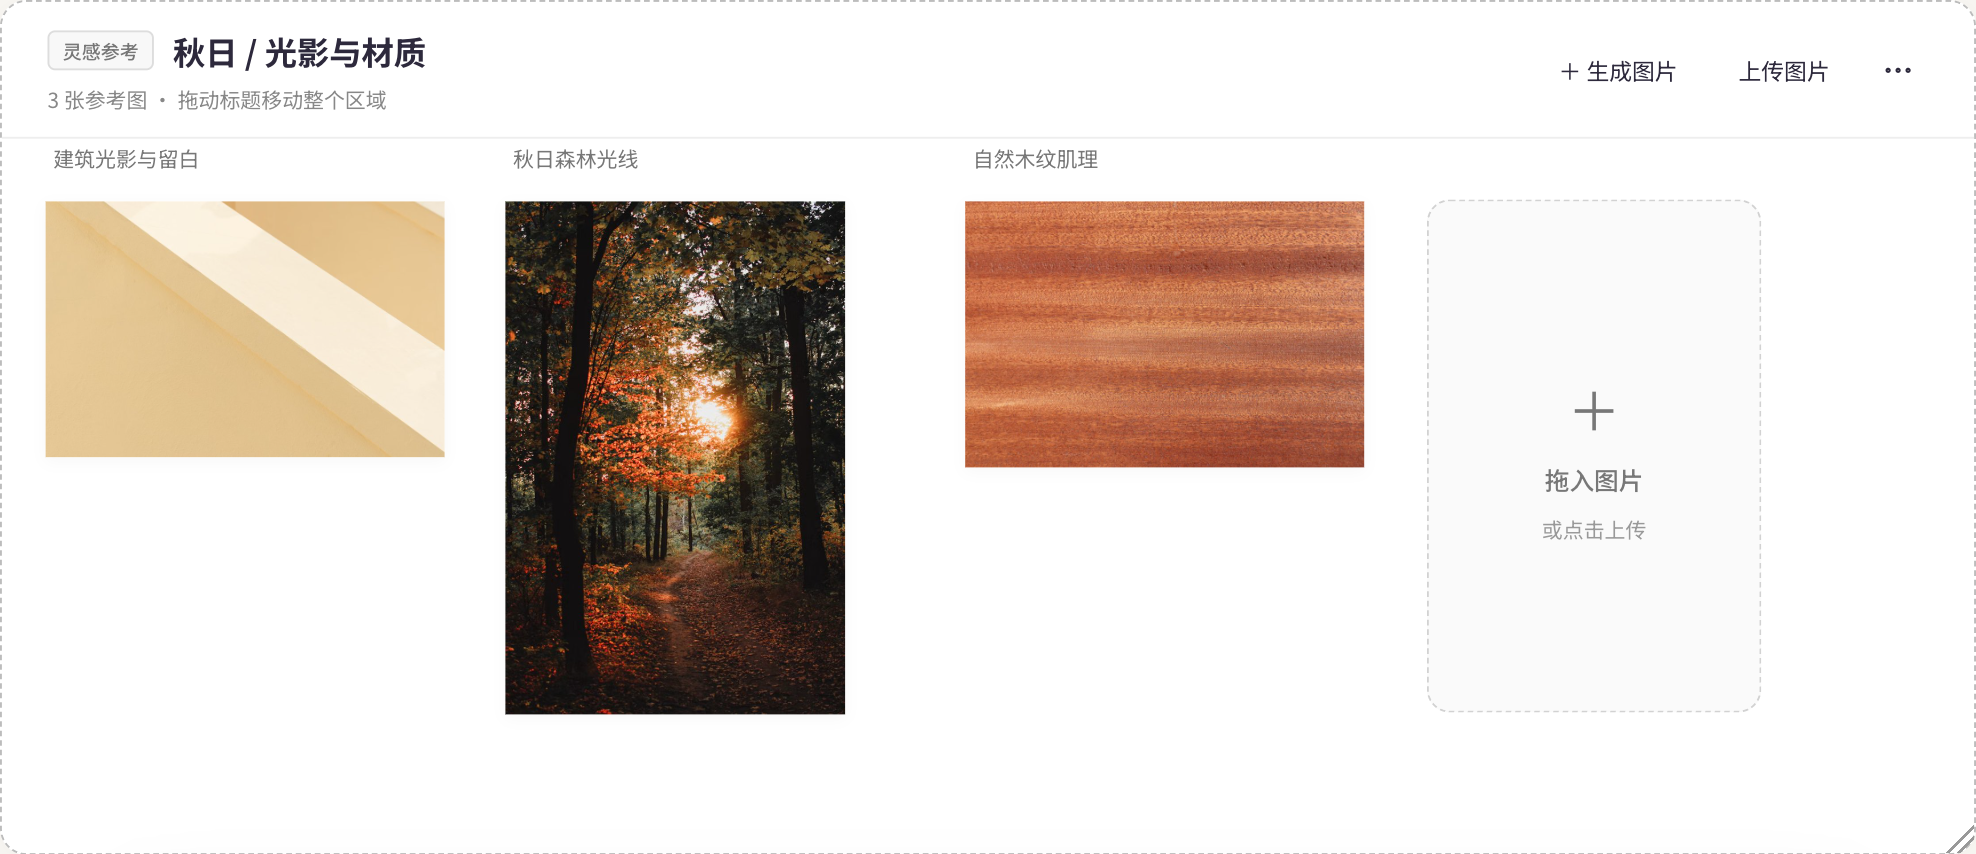 灵感参考
秋日 / 光影与材质
3 张参考图 · 拖动标题移动整个区域
+ 生成图片
上传图片
建筑光影与留白
秋日森林光线
自然木纹肌理
拖入图片
或点击上传